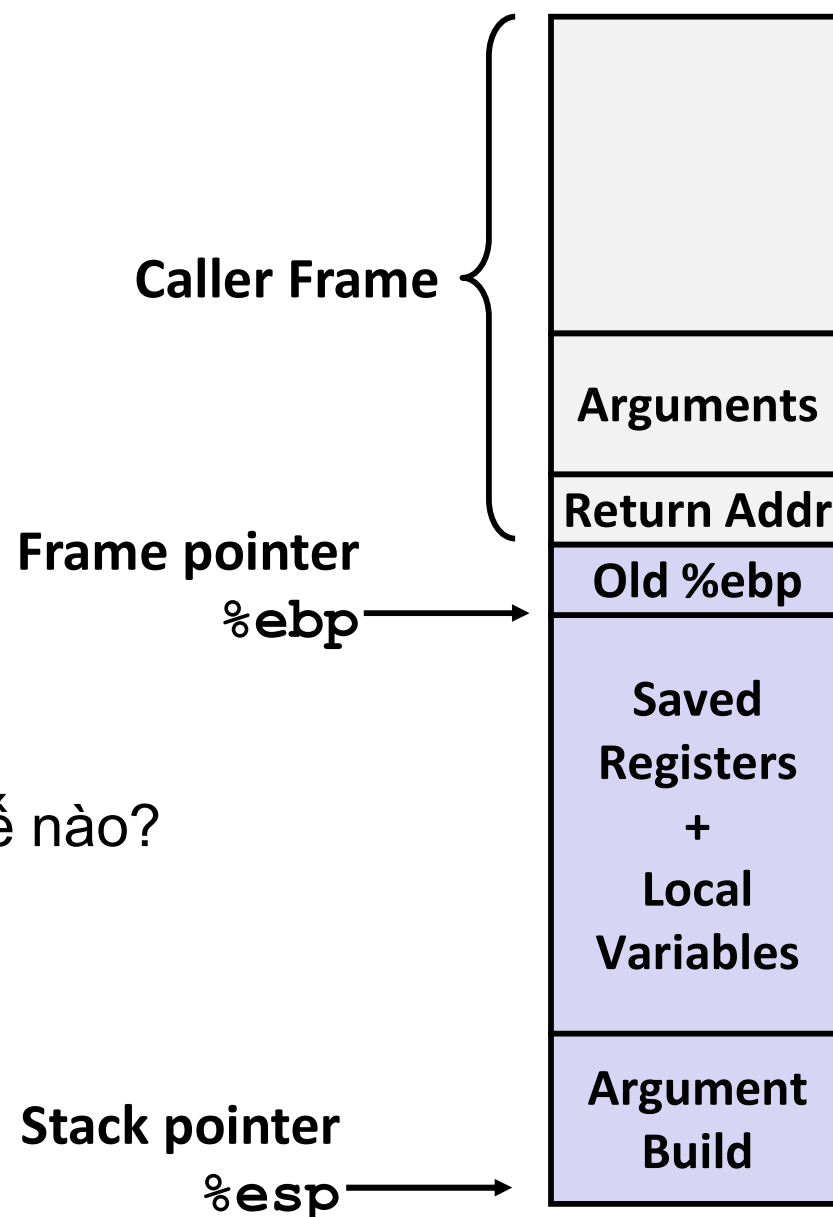 Caller Frame
Arguments
Return Addr
Frame pointer
%ebp
Old %ebp
Saved
Registers
+
Local
Variables
nào?
Argument
Build
Stack pointer
%esp